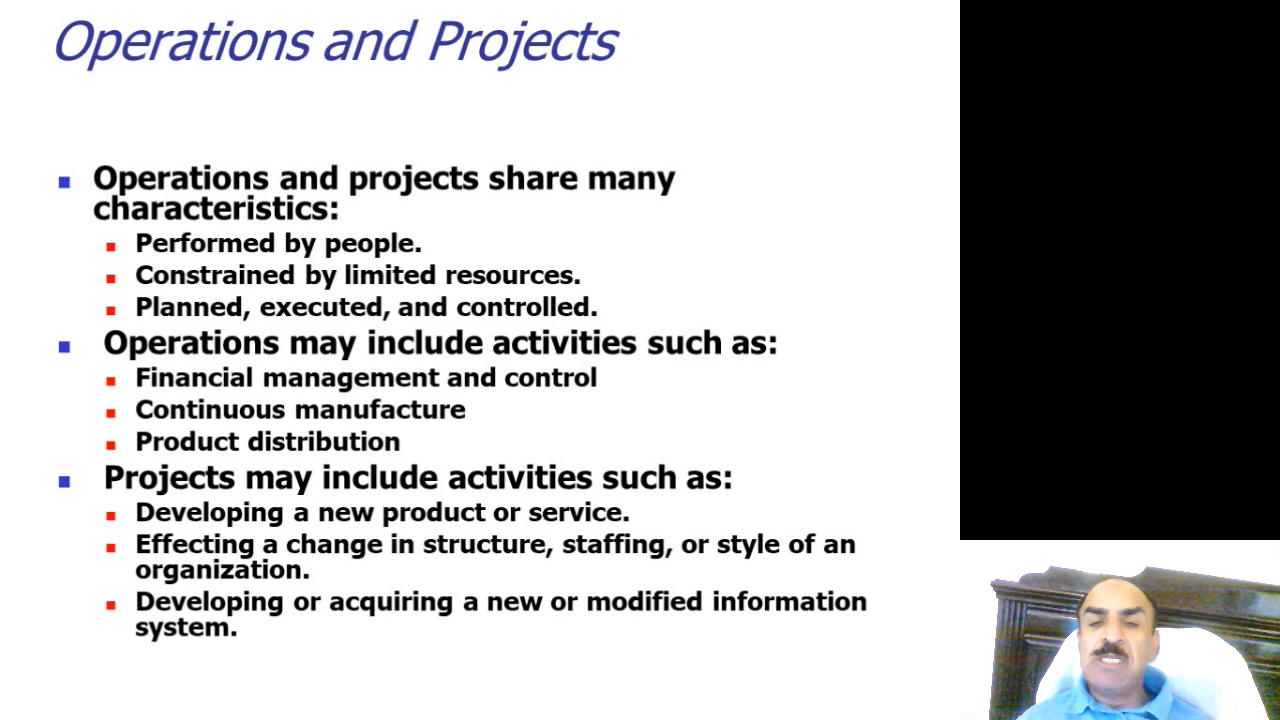 Operations and Projects
Operations and projects share many
characteristics:
Performed by people.
Constrained by limited resources.
Planned, executed, and controlled.
Operations may include activities such as:
Financial management and control
Continuous manufacture
Product distribution
Projects may include activities such as:
Developing a new product or service.
Effecting a change in structure, staffing, or style of an
organization.
Developing or acquiring a new or modified information
system.